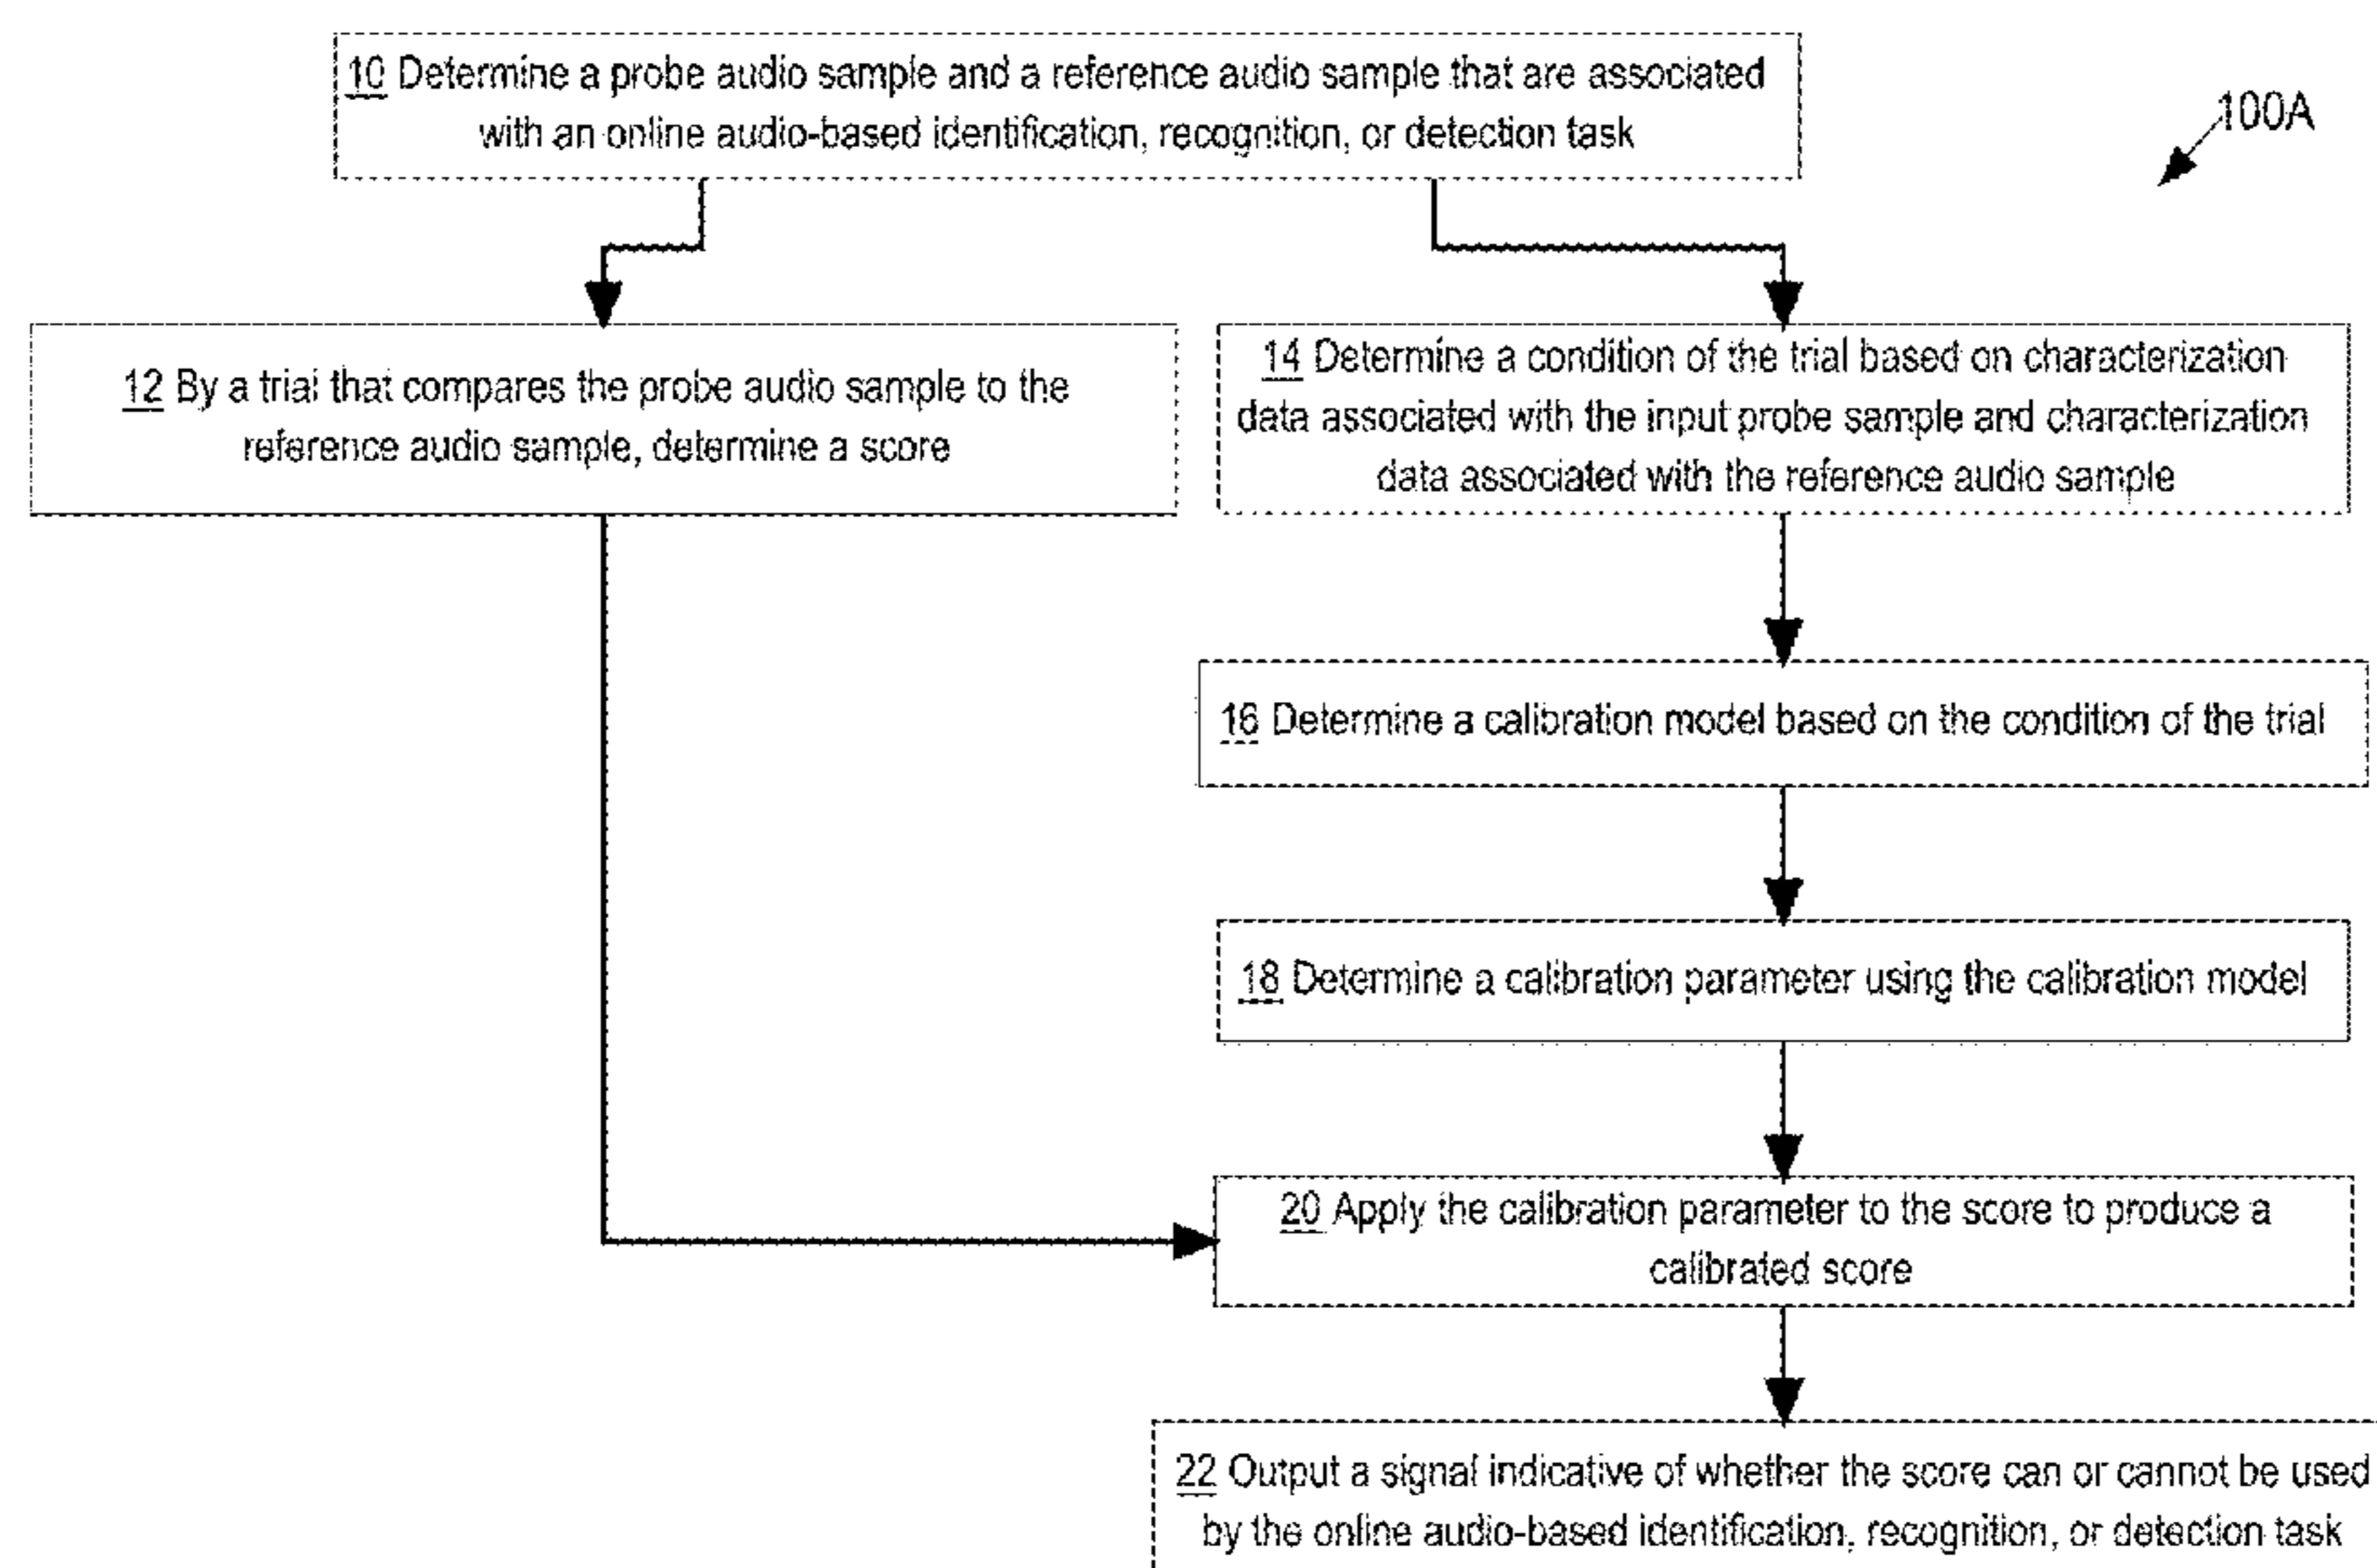 10 Determine a probe audio sample and a reference audio sample that are associated
with an online audio-based identification, recognition, or detection task
100A
12 By a trial that compares the probe audio sample to the
reference audio sample, determine a score
14 Determine a condition of the trial based on characterization
data associated with the input probe sample and characterization
data associated with the reference audio sample
16 Determine a calibration model based on the condition of the trial
18 Determine a calibration parameter using the calibration model
20 Apply the calibration parameter to the score to produce a
calibrated score
22 Output a signal indicative of whether the score can or cannot be used
by the online audio-based identification, recognition, or detection task